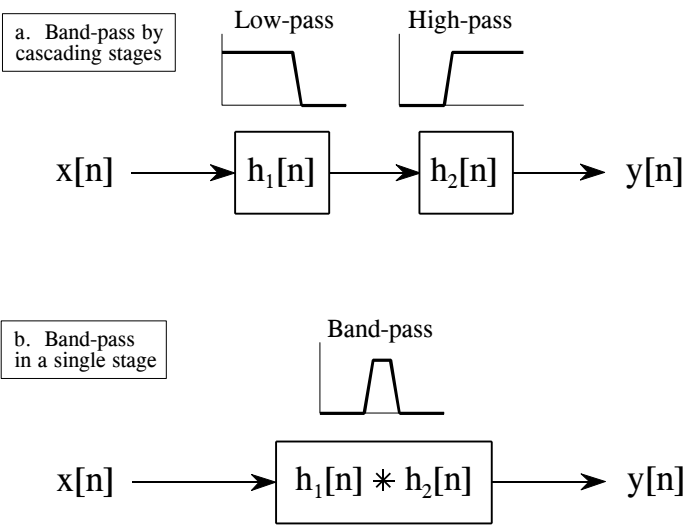 a. Band-pass by
cascading stages
Low-pass
High-pass
x[n]
h₁[n]
h₂[n]
y[n]
b. Band-pass
in a single stage
Band-pass
x[n]
h₁[n] ∗ h₂[n]
y[n]